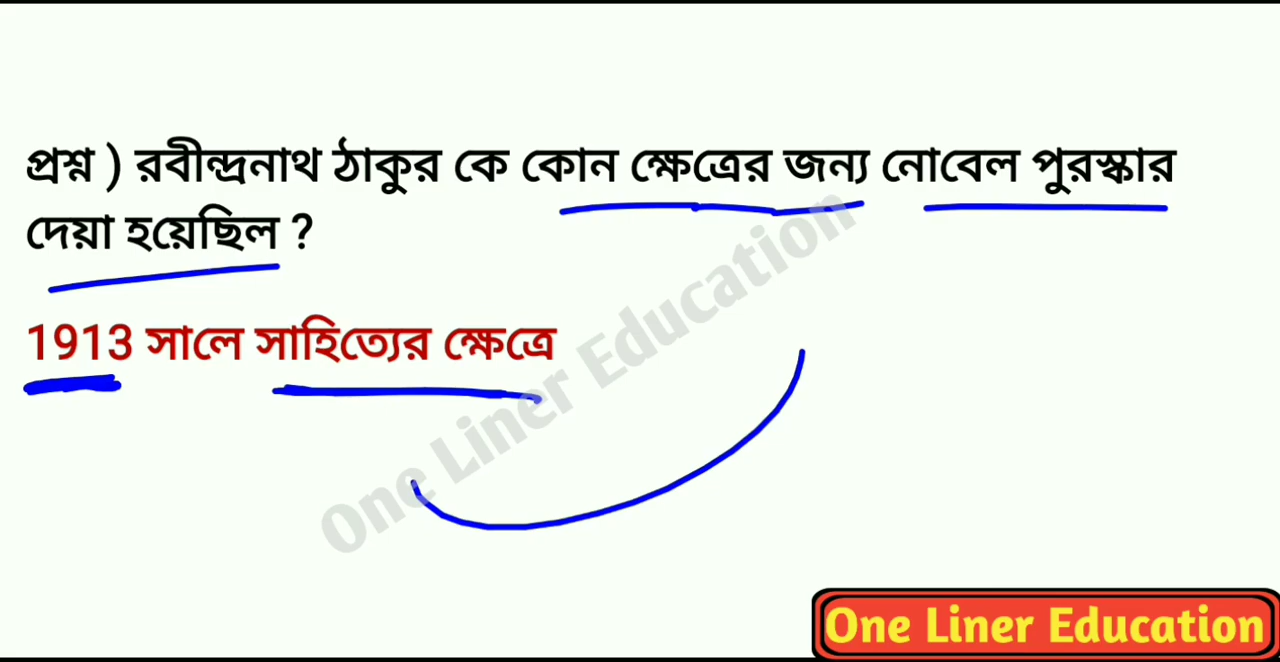 প্রশ্ন ) রবীন্দ্রনাথ ঠাকুর কে কোন ক্ষেত্রের জন্য নোবেল পুরস্কার
দেয়া হয়েছিল ?
1913 সালে সাহিত্যের ক্ষেত্রে
One Liner Education
One Liner Education